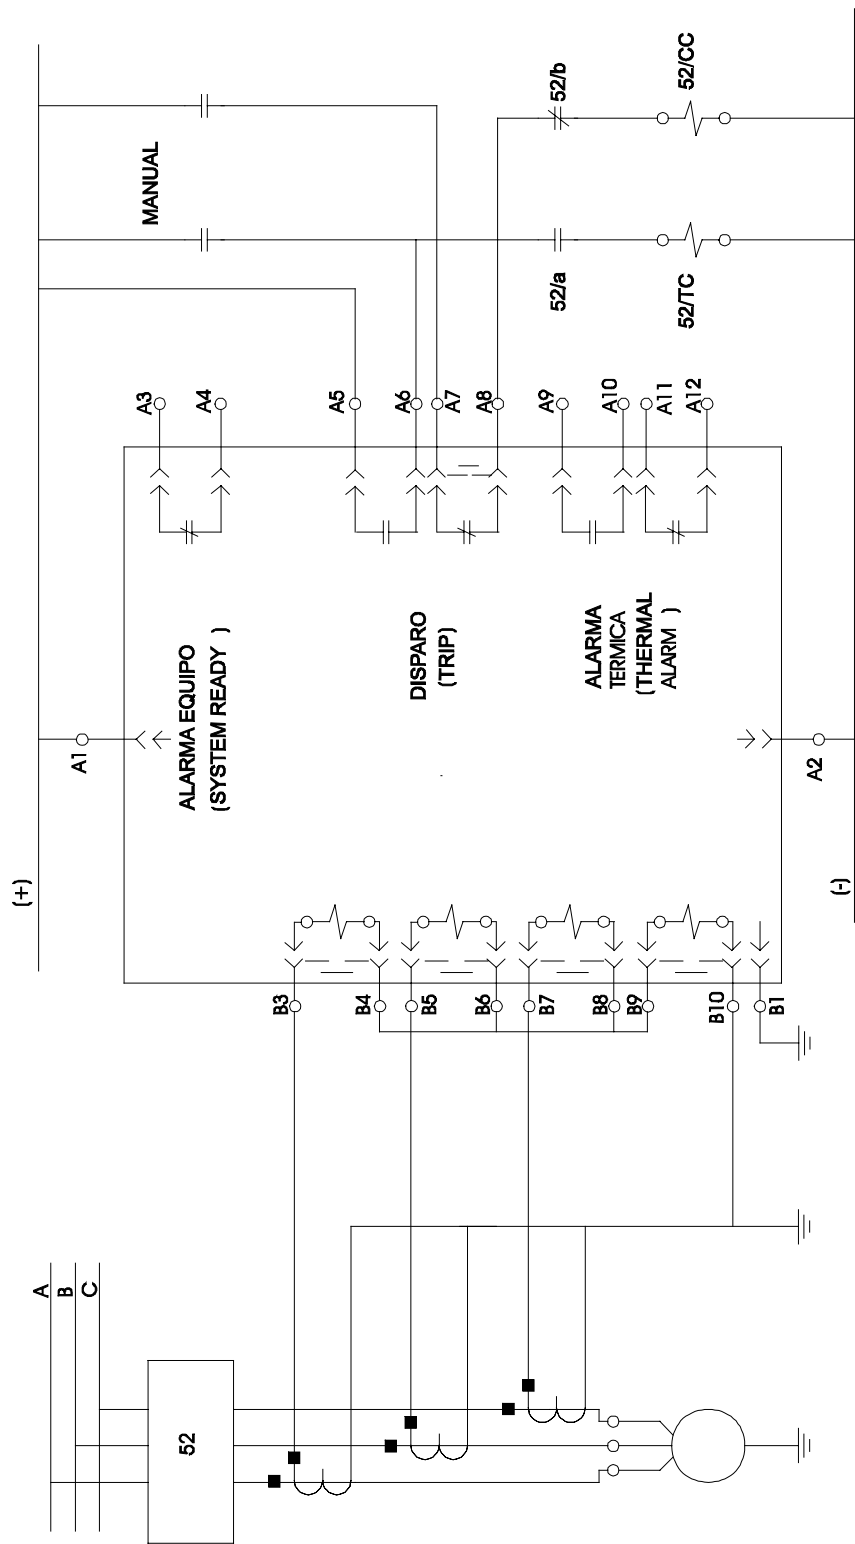 (+)
A1
ALARMA EQUIPO
(SYSTEM READY )
DISPARO
(TRIP)
ALARMA
TERMICA
(THERMAL
ALARM )
A2
(-)
A3
A4
A5
A6
A7
A8
A9
A10
A11
A12
MANUAL
52/a
52/b
52/TC
52/CC
B3
B4
B5
B6
B7
B8
B9
B10
B1
A
B
C
52